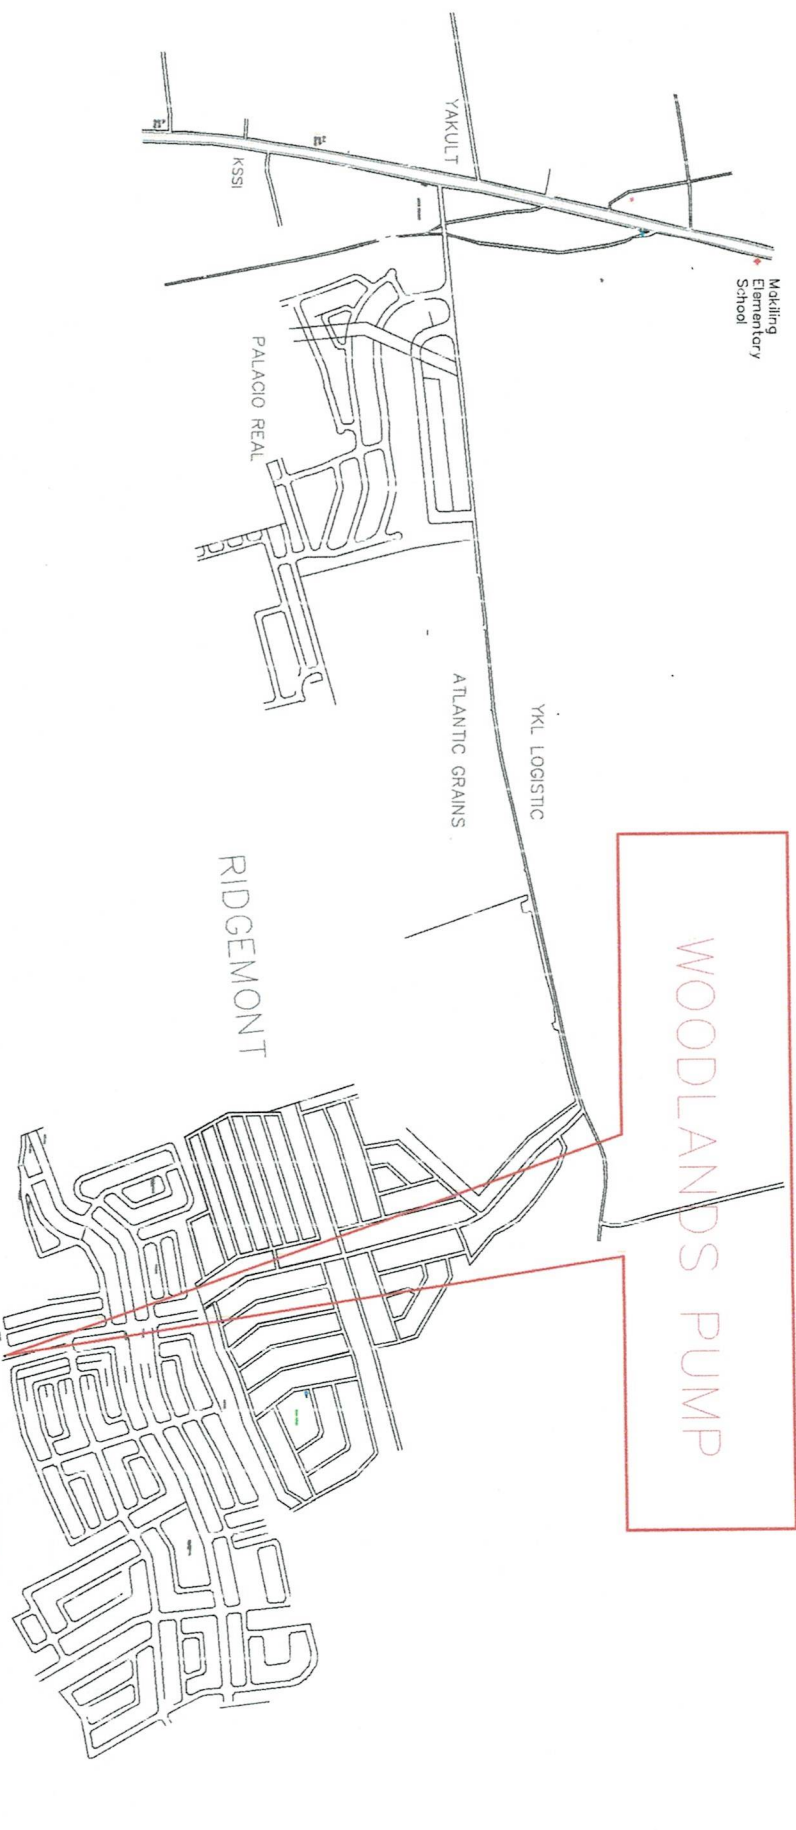 Makiling
Elementary
School
YAKULT
KSSI
PALACIO REAL
YKL LOGISTIC
ATLANTIC GRAINS
WOODLANDS PUMP
RIDGEMONT